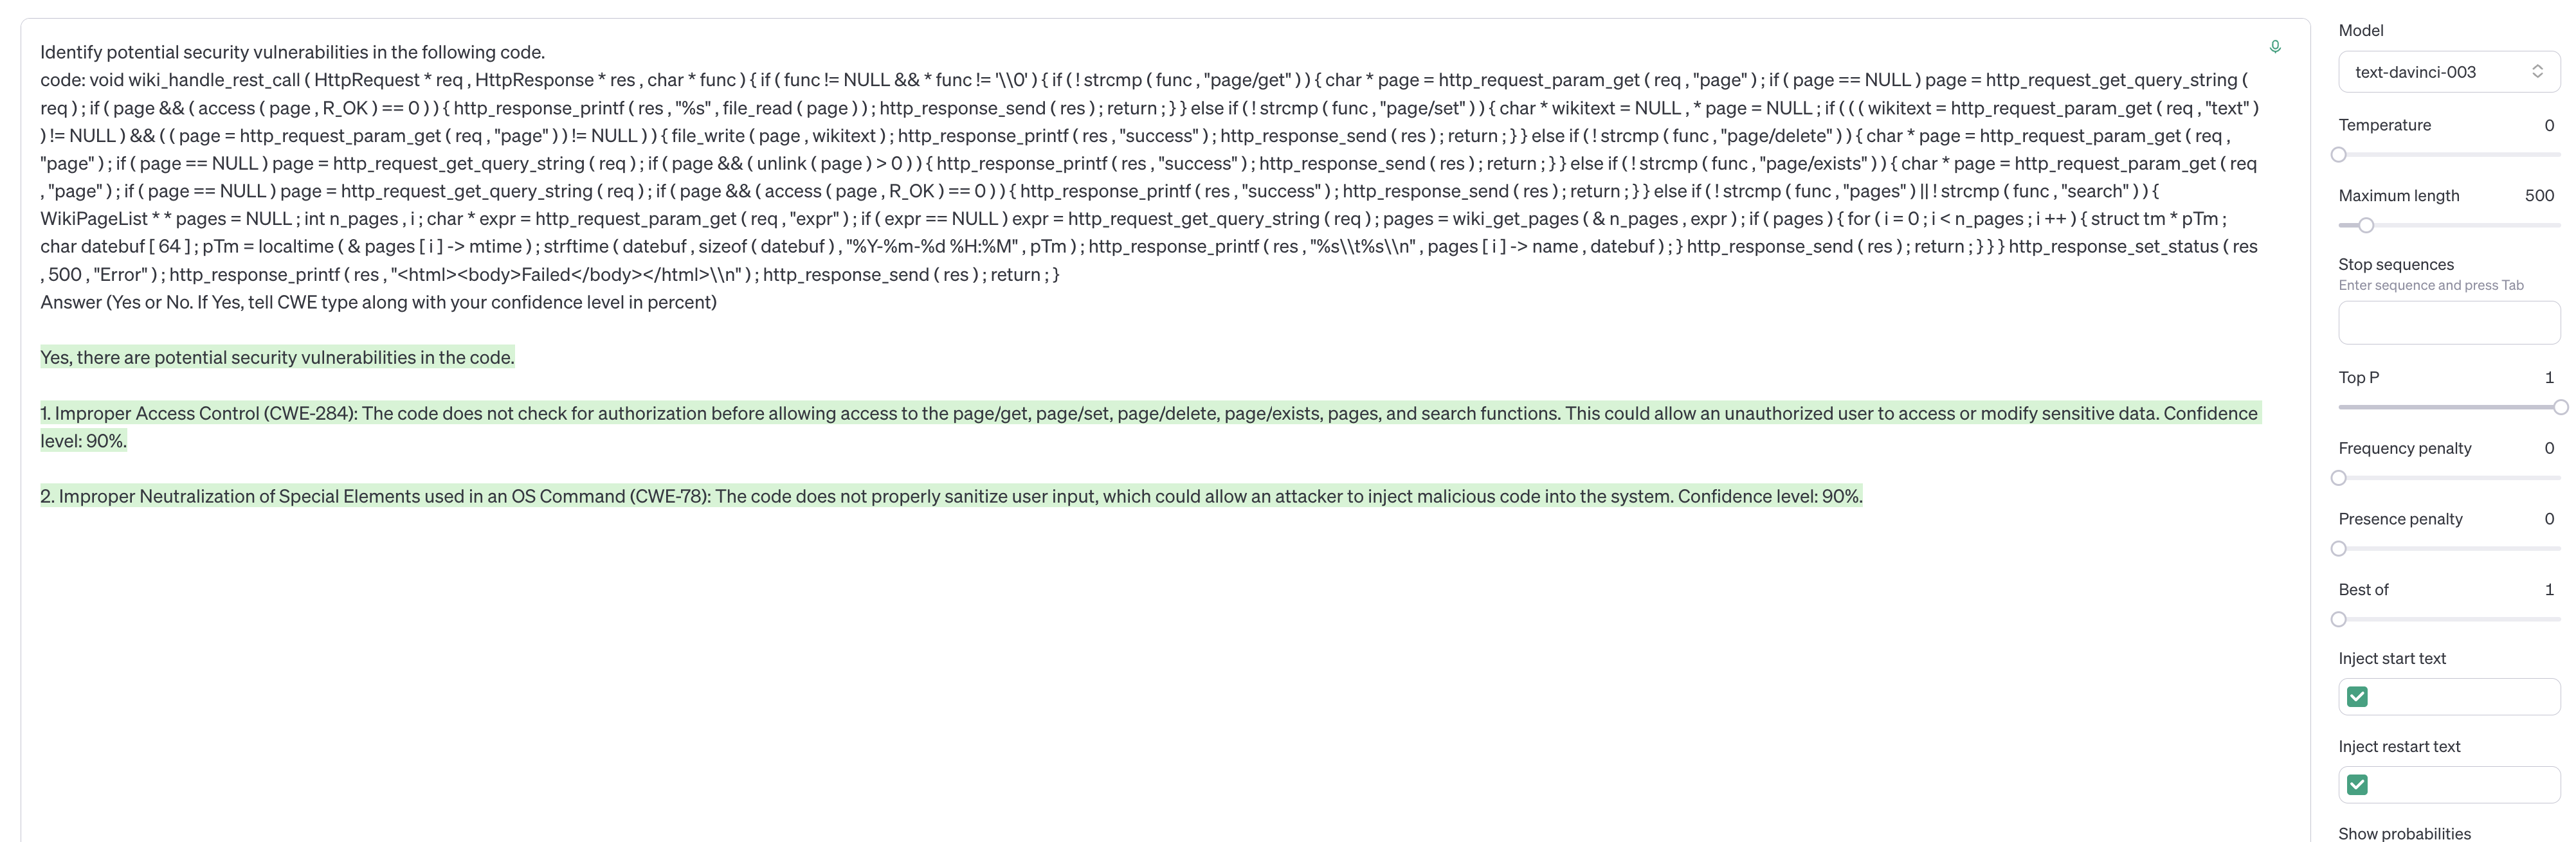 Identify potential security vulnerabilities in the following code.
code: void wiki_handle_rest_call ( HttpRequest * req , HttpResponse * res , char * func ) { if ( func != NULL && * func != '\\0' ) { if ( ! strcmp ( func , "page/get" ) ) { char * page = http_request_param_get ( req , "page" ) ; if ( page == NULL ) page = http_request_get_query_string (
req ) ; if ( page && ( access ( page , R_OK ) == 0 ) ) { http_response_printf ( res , "%s" , file_read ( page ) ) ; http_response_send ( res ) ; return ; } } else if ( ! strcmp ( func , "page/set" ) ) { char * wikitext = NULL , * page = NULL ; if ( ( ( wikitext = http_request_param_get ( req , "text" )
) != NULL ) && ( ( page = http_request_param_get ( req , "page" ) ) != NULL ) ) { file_write ( page , wikitext ) ; http_response_printf ( res , "success" ) ; http_response_send ( res ) ; return ; } } else if ( ! strcmp ( func , "page/delete" ) ) { char * page = http_request_param_get ( req ,
"page" ) ; if ( page == NULL ) page = http_request_get_query_string ( req ) ; if ( page && ( unlink ( page ) > 0 ) ) { http_response_printf ( res , "success" ) ; http_response_send ( res ) ; return ; } } else if ( ! strcmp ( func , "page/exists" ) ) { char * page = http_request_param_get ( req
, "page" ) ; if ( page == NULL ) page = http_request_get_query_string ( req ) ; if ( page && ( access ( page , R_OK ) == 0 ) ) { http_response_printf ( res , "success" ) ; http_response_send ( res ) ; return ; } } else if ( ! strcmp ( func , "pages" ) || ! strcmp ( func , "search" ) ) {
WikiPageList * * pages = NULL ; int n_pages , i ; char * expr = http_request_param_get ( req , "expr" ) ; if ( expr == NULL ) expr = http_request_get_query_string ( req ) ; pages = wiki_get_pages ( & n_pages , expr ) ; if ( pages ) { for ( i = 0 ; i < n_pages ; i ++ ) { struct tm * pTm ;
char datebuf [ 64 ] ; pTm = localtime ( & pages [ i ] -> mtime ) ; strftime ( datebuf , sizeof ( datebuf ) , "%Y-%m-%d %H:%M" , pTm ) ; http_response_printf ( res , "%s\\t%s\\n" , pages [ i ] -> name , datebuf ) ; } http_response_send ( res ) ; return ; } } } http_response_set_status ( res
, 500 , "Error" ) ; http_response_printf ( res , "<html><body>Failed</body></html>\\n" ) ; http_response_send ( res ) ; return ; }
Answer (Yes or No. If Yes, tell CWE type along with your confidence level in percent)
Yes, there are potential security vulnerabilities in the code.
1. Improper Access Control (CWE-284): The code does not check for authorization before allowing access to the page/get, page/set, page/delete, page/exists, pages, and search functions. This could allow an unauthorized user to access or modify sensitive data. Confidence
level: 90%.
2. Improper Neutralization of Special Elements used in an OS Command (CWE-78): The code does not properly sanitize user input, which could allow an attacker to inject malicious code into the system. Confidence level: 90%.
Model
text-davinci-003
Temperature 0
Maximum length 500
Stop sequences
Enter sequence and press Tab
Top P 1
Frequency penalty 0
Presence penalty 0
Best of 1
Inject start text
Inject restart text
Show probabilities